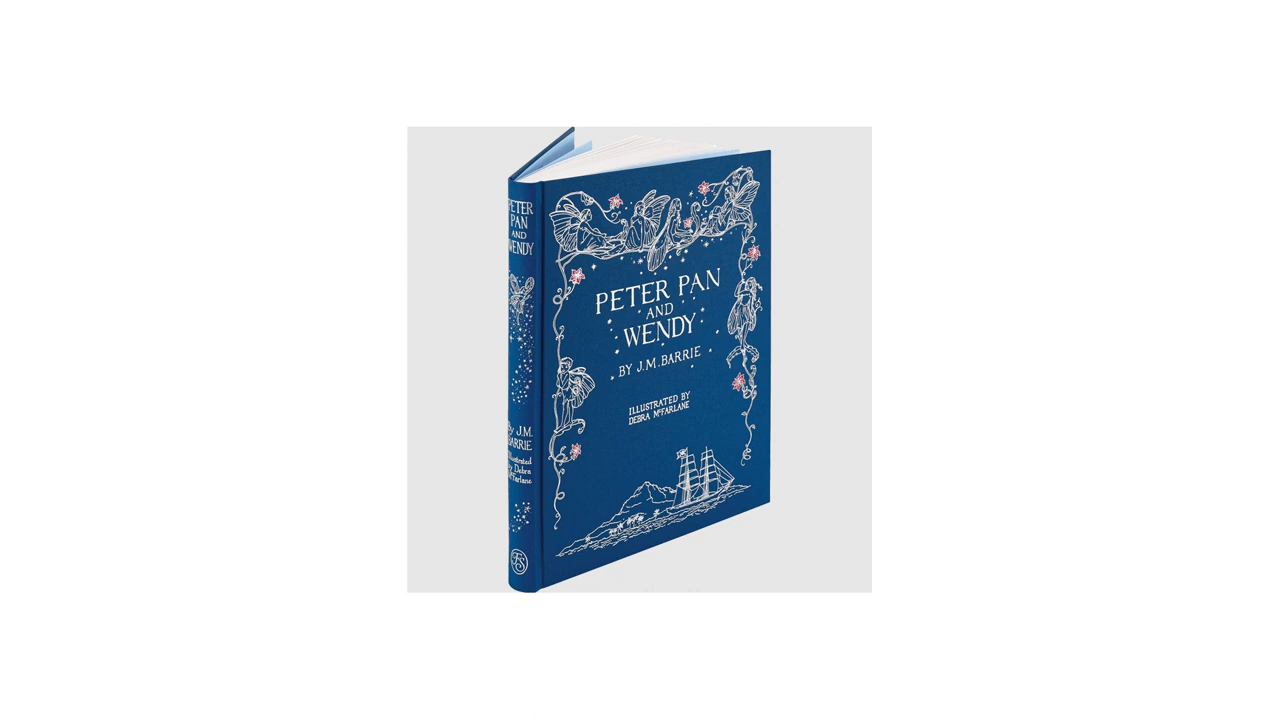 PETER
PAN
AND
WENDY
By J.M.
BARRIE
Illustrated
by Debra
McFarlane
FS
PETER PAN
AND
WENDY
BY J.M. BARRIE
ILLUSTRATED BY
DEBRA McFARLANE